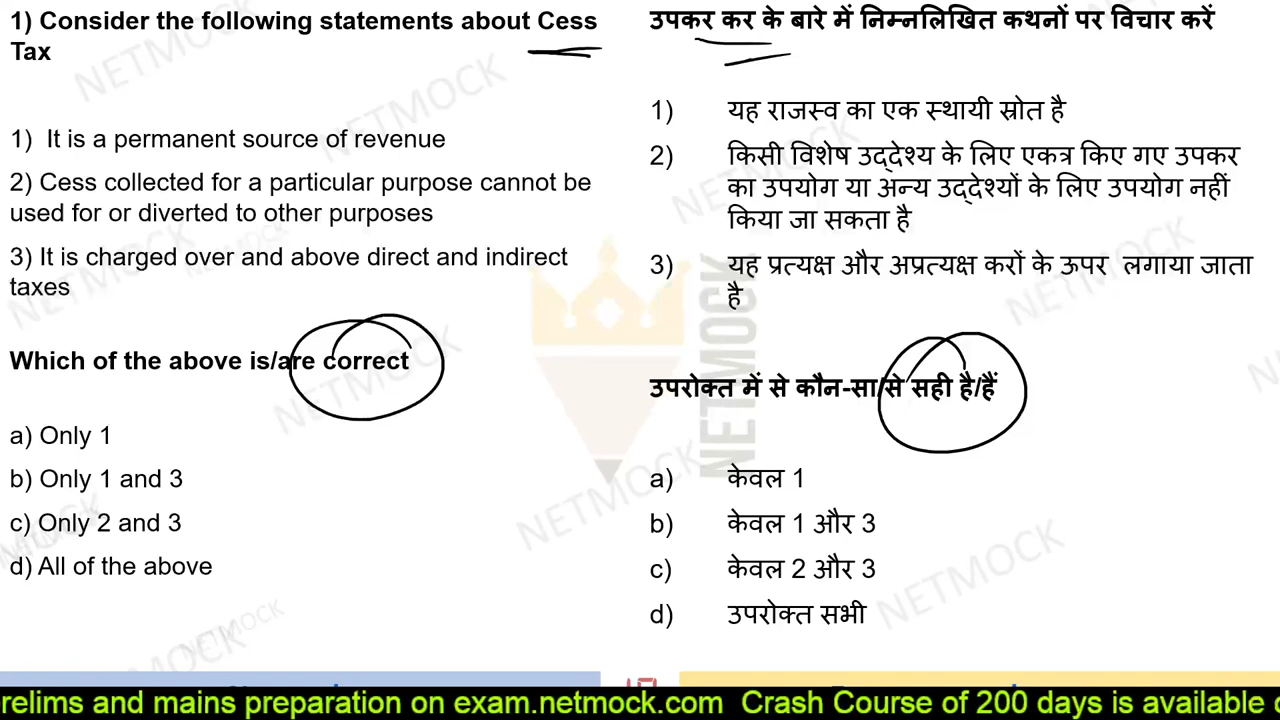 1) Consider the following statements about Cess
Tax
1) It is a permanent source of revenue
2) Cess collected for a particular purpose cannot be
used for or diverted to other purposes
3) It is charged over and above direct and indirect
taxes
Which of the above is/are correct
a) Only 1
b) Only 1 and 3
c) Only 2 and 3
d) All of the above
उपकर कर के बारे में निम्नलिखित कथनों पर विचार करें
1) यह राजस्व का एक स्थायी स्रोत है
2) किसी विशेष उद्देश्य के लिए एकत्र किए गए उपकर
का उपयोग या अन्य उद्देश्यों के लिए उपयोग नहीं
किया जा सकता है
3) यह प्रत्यक्ष और अप्रत्यक्ष करों के ऊपर लगाया जाता
है
उपरोक्त में से कौन-सा/से सही है/हैं
a) केवल 1
b) केवल 1 और 3
c) केवल 2 और 3
d) उपरोक्त सभी
NETMOCK
relims and mains preparation on exam.netmock.com Crash Course of 200 days is available